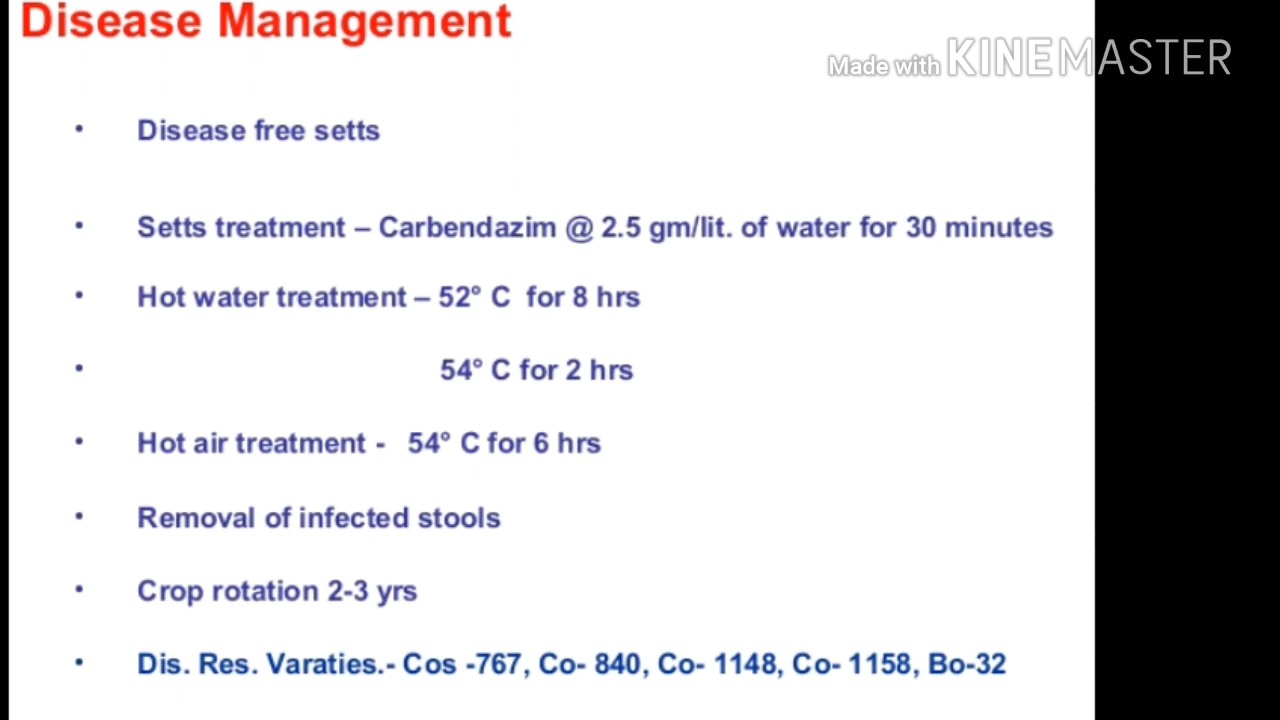 Disease Management
Made with KINEMASTER
• Disease free setts
• Setts treatment – Carbendazim @ 2.5 gm/lit. of water for 30 minutes
• Hot water treatment – 52° C for 8 hrs
• 54° C for 2 hrs
• Hot air treatment - 54° C for 6 hrs
• Removal of infected stools
• Crop rotation 2-3 yrs
• Dis. Res. Varaties.- Cos -767, Co- 840, Co- 1148, Co- 1158, Bo-32